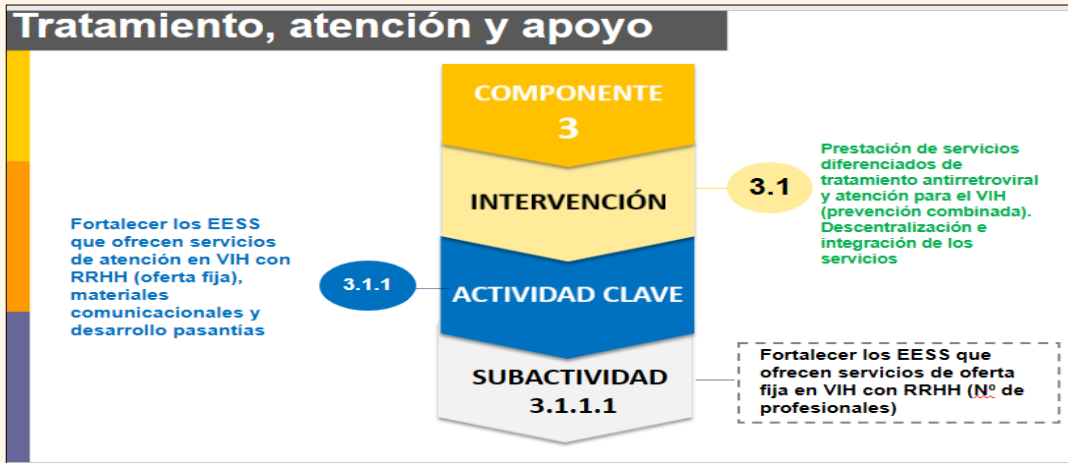 Tratamiento, atención y apoyo
COMPONENTE
3
INTERVENCIÓN
3.1
Prestación de servicios
diferenciados de
tratamiento antirretroviral
y atención para el VIH
(prevención combinada).
Descentralización e
integración de los
servicios
Fortalecer los EESS
que ofrecen servicios
de atención en VIH con
RRHH (oferta fija),
materiales
comunicacionales y
desarrollo pasantías
3.1.1
ACTIVIDAD CLAVE
SUBACTIVIDAD
3.1.1.1
Fortalecer los EESS que
ofrecen servicios de oferta
fija en VIH con RRHH (Nº de
profesionales)